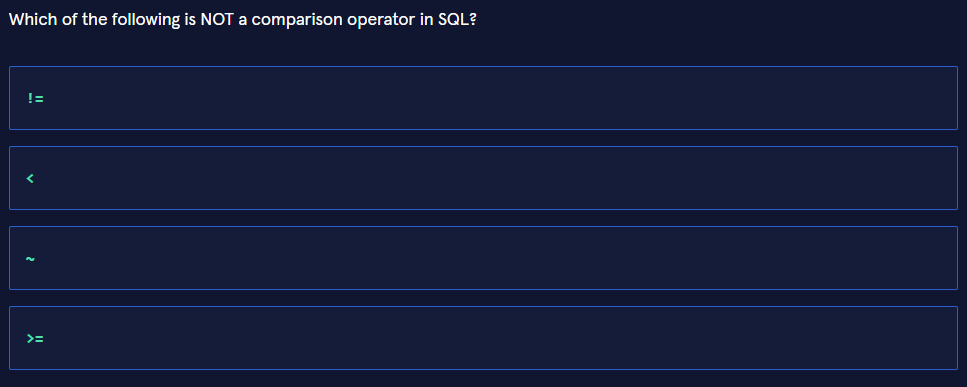 Which of the following is NOT a comparison operator in SQL?
!=
<
~
>=